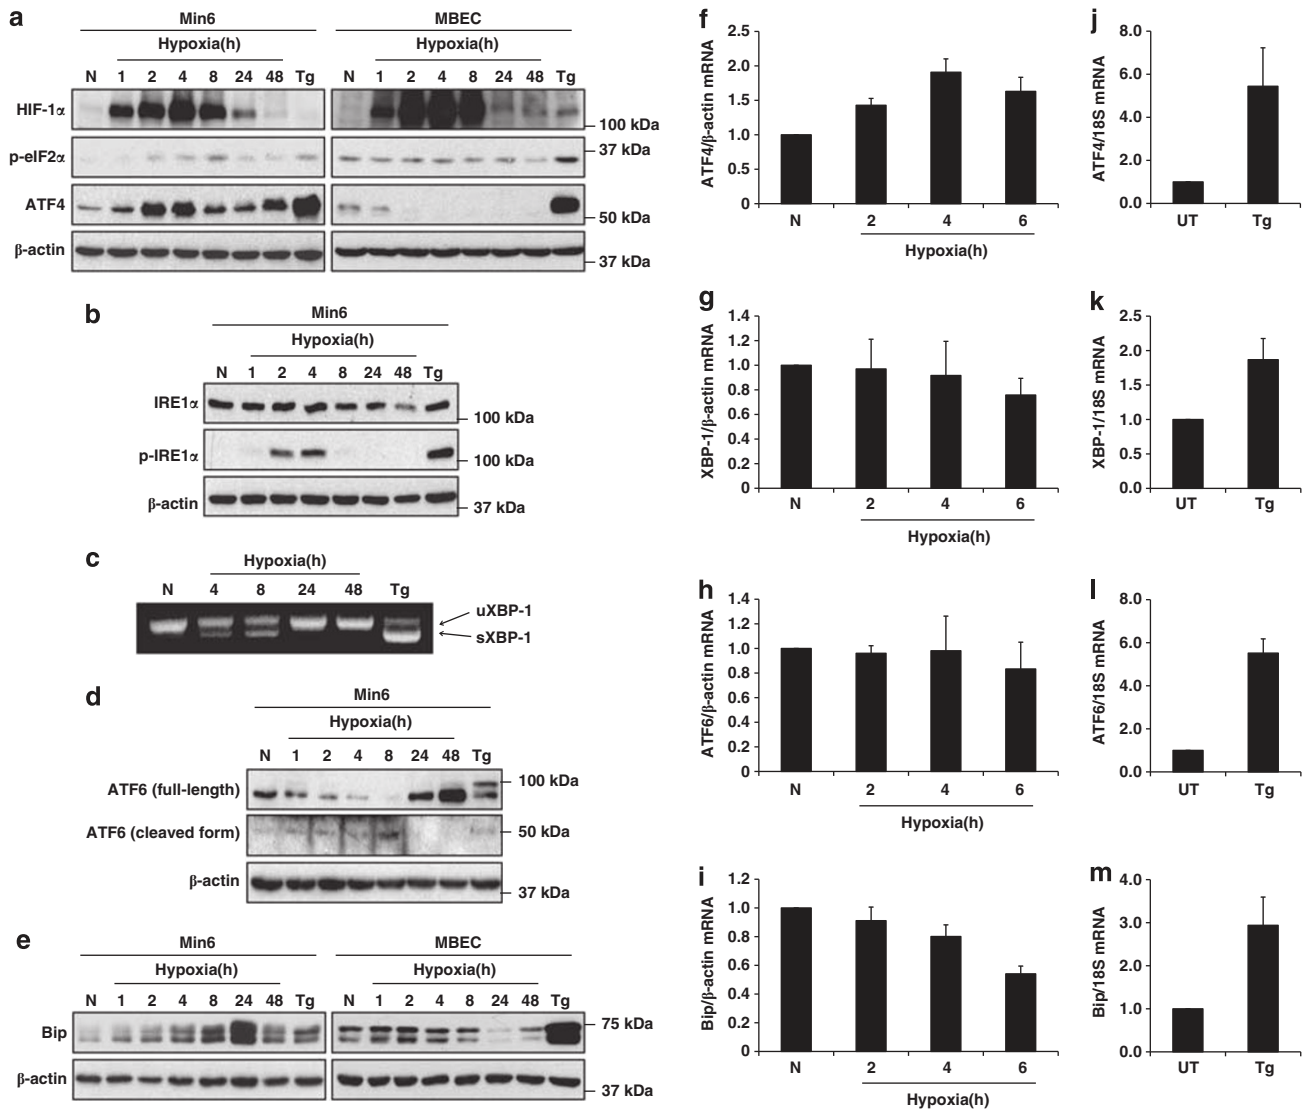 a
Min6 MBEC
Hypoxia(h) Hypoxia(h)
N 1 2 4 8 24 48 Tg N 1 2 4 8 24 48 Tg
HIF-1α
100 kDa
p-eIF2α
37 kDa
ATF4
50 kDa
β-actin
37 kDa
b
Min6
Hypoxia(h)
N 1 2 4 8 24 48 Tg
IRE1α
100 kDa
p-IRE1α
100 kDa
β-actin
37 kDa
c
Hypoxia(h)
N 4 8 24 48 Tg
uXBP-1
sXBP-1
d
Min6
Hypoxia(h)
N 1 2 4 8 24 48 Tg
ATF6 (full-length)
100 kDa
ATF6 (cleaved form)
50 kDa
β-actin
37 kDa
e
Min6 MBEC
Hypoxia(h) Hypoxia(h)
N 1 2 4 8 24 48 Tg N 1 2 4 8 24 48 Tg
Bip
75 kDa
β-actin
37 kDa
f
ATF4/β-actin mRNA
2.5
2.0
1.5
1.0
0.5
0
N 2 4 6
Hypoxia(h)
j
ATF4/18S mRNA
8.0
6.0
4.0
2.0
0.0
UT Tg
g
XBP-1/β-actin mRNA
1.4
1.2
1.0
0.8
0.6
0.4
0.2
0
N 2 4 6
Hypoxia(h)
k
XBP-1/18S mRNA
2.5
2.0
1.5
1.0
0.5
0.0
UT Tg
h
ATF6/β-actin mRNA
1.4
1.2
1.0
0.8
0.6
0.4
0.2
0
N 2 4 6
Hypoxia(h)
l
ATF6/18S mRNA
8.0
6.0
4.0
2.0
0.0
UT Tg
i
Bip/β-actin mRNA
1.2
1.0
0.8
0.6
0.4
0.2
0
N 2 4 6
Hypoxia(h)
m
Bip/18S mRNA
4.0
3.0
2.0
1.0
0.0
UT Tg